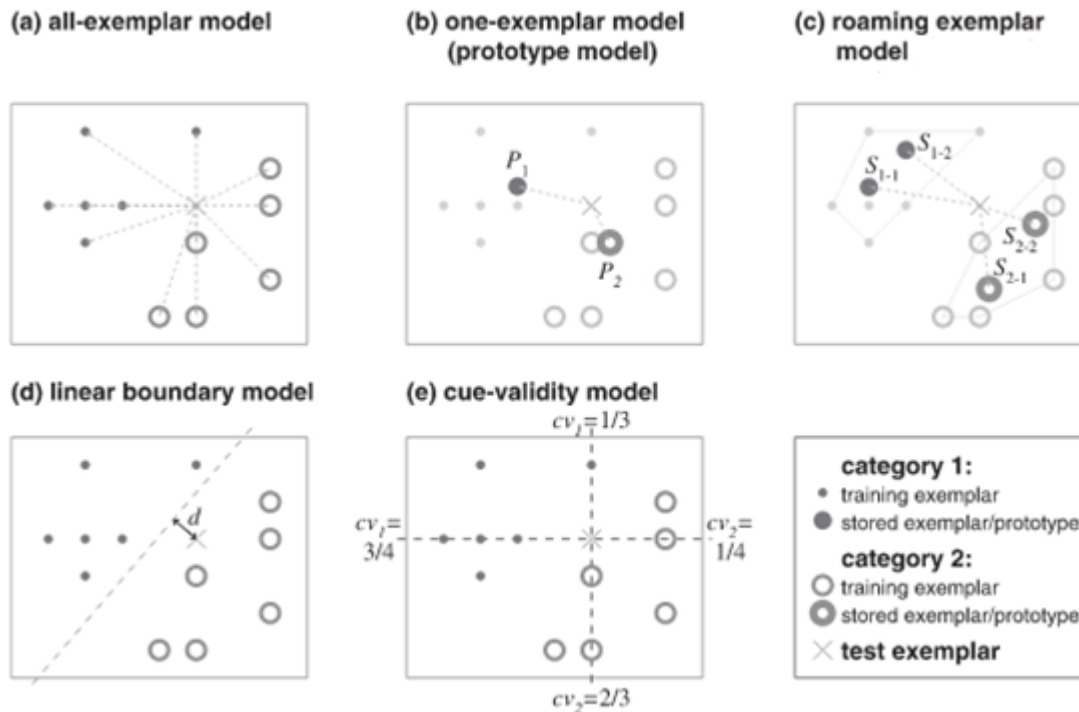 (a) all-exemplar model
(b) one-exemplar model
(prototype model)
(c) roaming exemplar
model
P1
P2
S1-2
S1-1
S2-2
S2-1
(d) linear boundary model
(e) cue-validity model
d
cv1=1/3
cv1=
3/4
cv2=
1/4
cv2=2/3
category 1:
training exemplar
stored exemplar/prototype
category 2:
training exemplar
stored exemplar/prototype
test exemplar